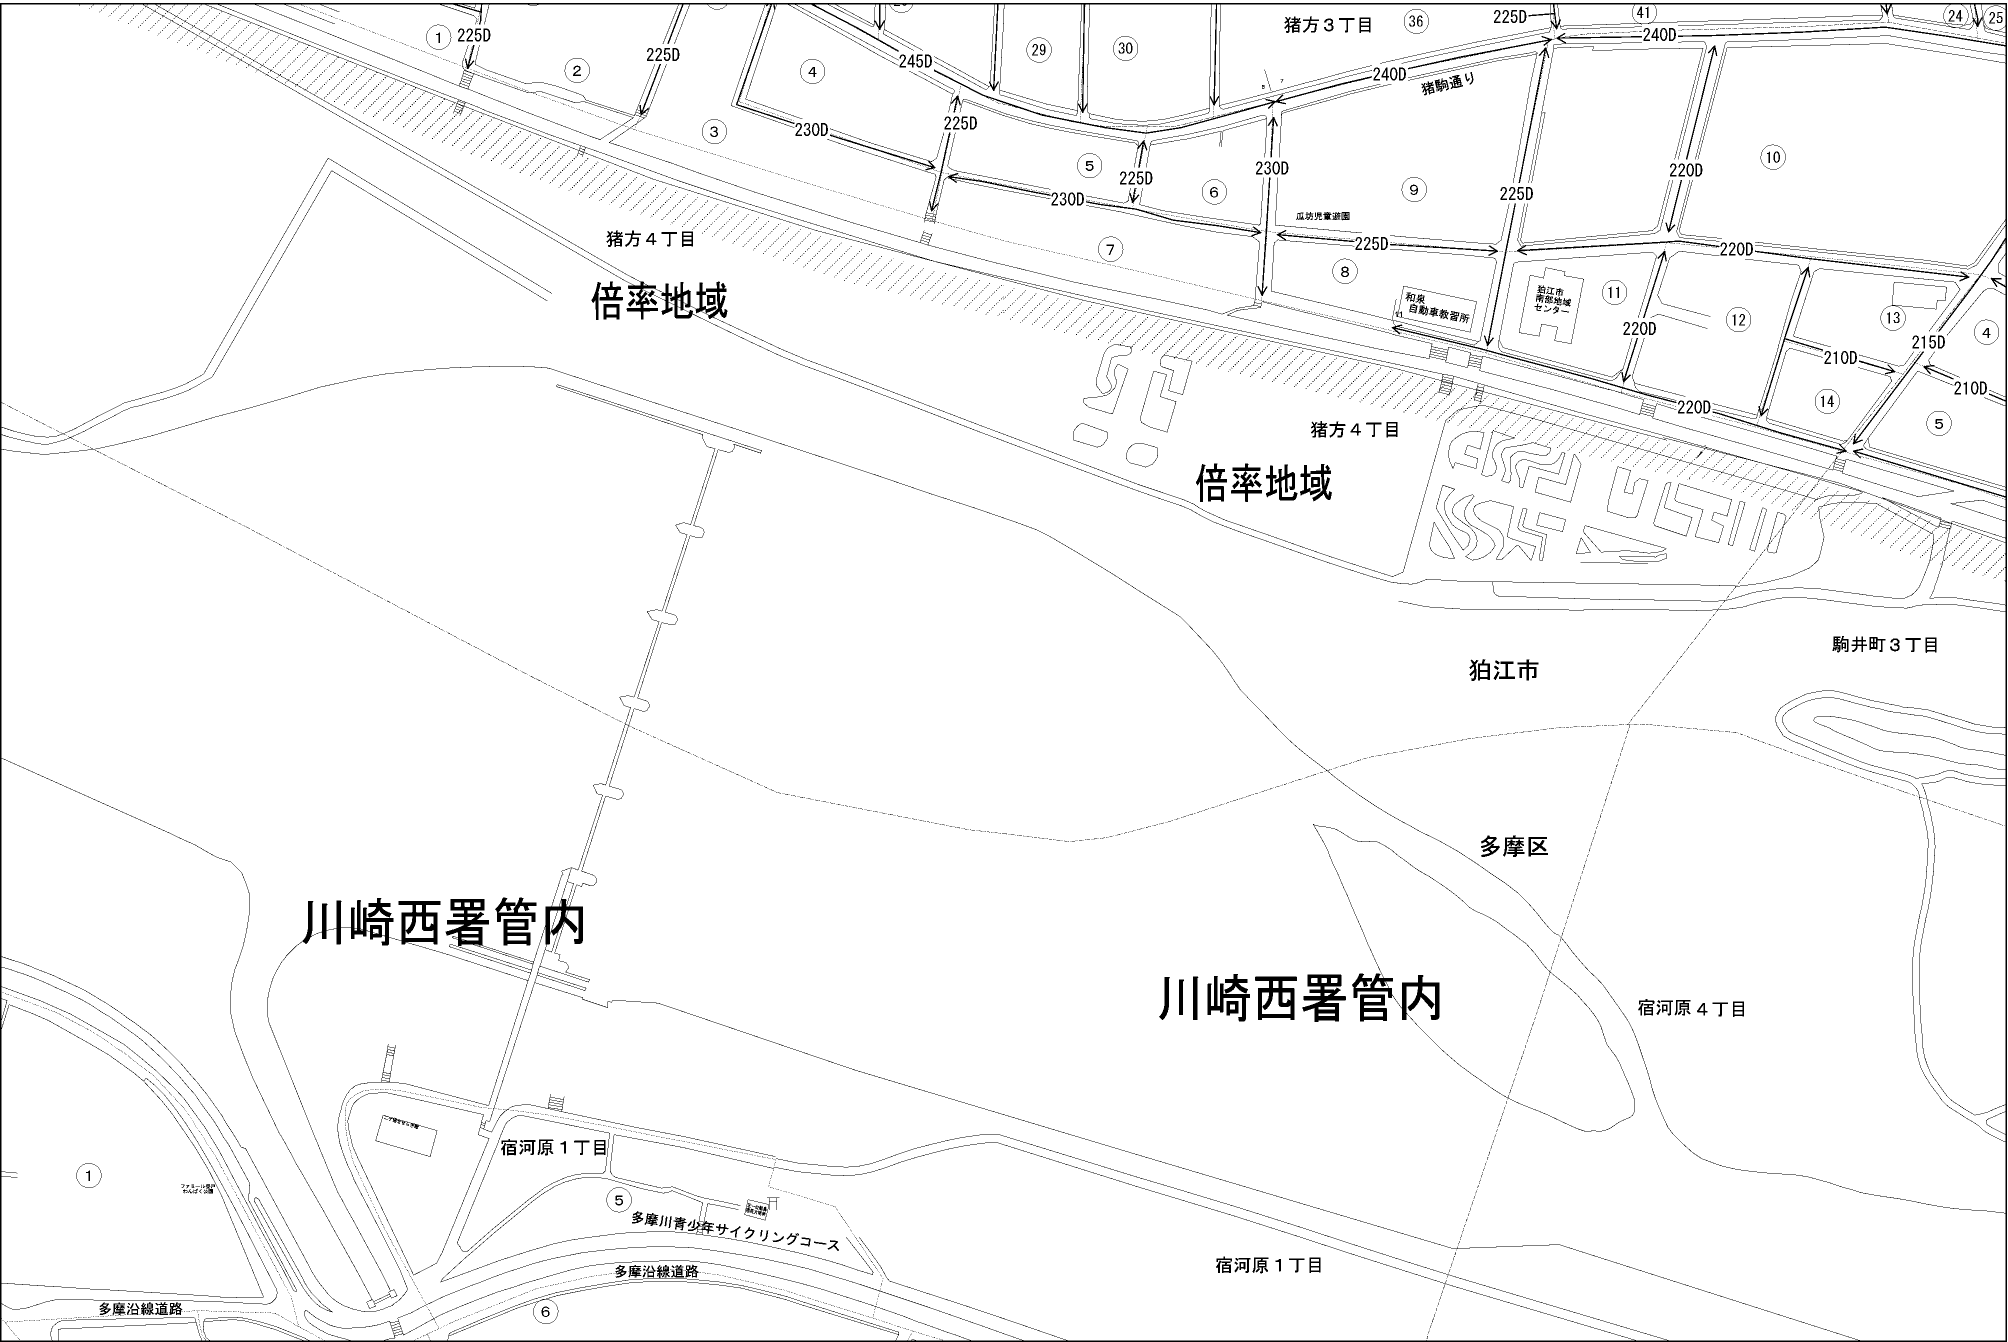 猪方３丁目
36
225D
41
24
25
1
225D
2
225D
4
245D
29
30
240D
240D
猪駒通り
3
230D
225D
5
225D
6
230D
9
225D
220D
10
230D
瓜坊児童遊園
猪方４丁目
7
225D
220D
8
倍率地域
和泉
自動車教習所
狛江市
南部地域
センター
11
220D
12
13
215D
4
210D
210D
220D
14
5
猪方４丁目
倍率地域
駒井町３丁目
狛江市
多摩区
川崎西署管内
川崎西署管内
宿河原４丁目
宿河原１丁目
1
5
多摩川青少年サイクリングコース
宿河原１丁目
多摩沿線道路
多摩沿線道路
6